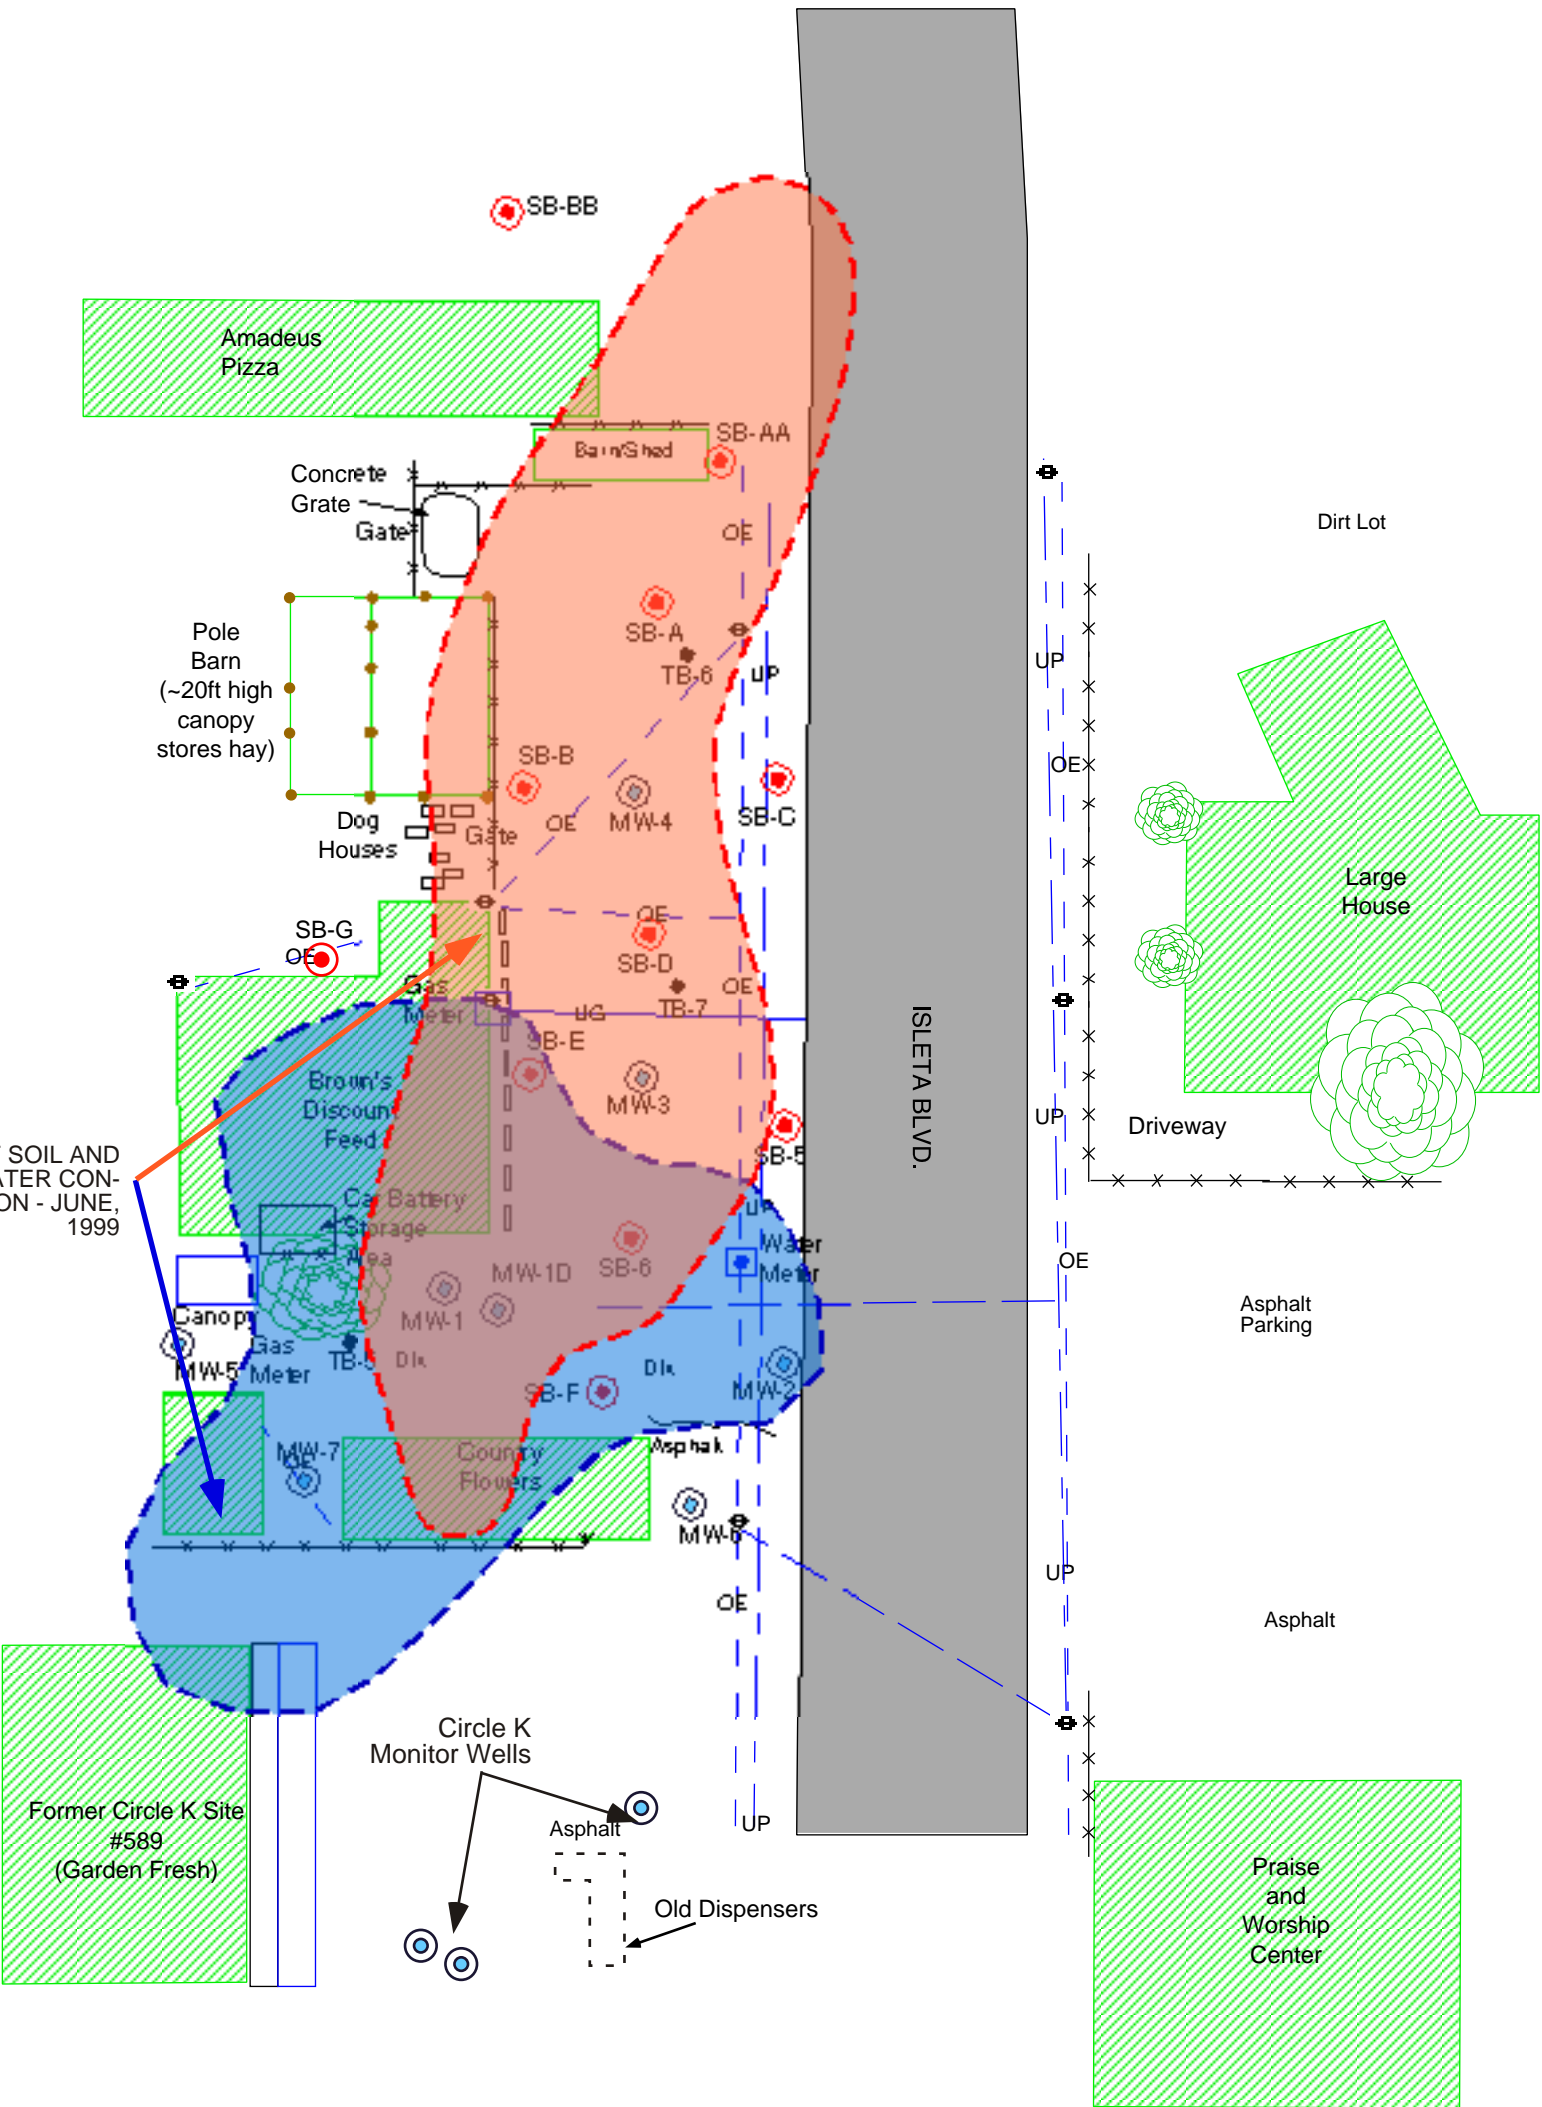 SB-BB
Amadeus
Pizza
SB-AA
Barn/Shed
Concrete
Grate
Gate
OE
Dirt Lot
SB-A
TB-6
UP
Pole
Barn
(~20ft high
canopy
stores hay)
UP
SB-B
OE
MW-4
SB-C
OE
Dog
Houses
Gate
Large
House
OE
SB-G
OE
SB-D
TB-7
OE
Gas
Meter
UG
ISLETA BLVD.
SB-E
MW-3
Brown's
Discount
Feed
UP
Driveway
SB-5
SOIL AND
ATER CON-
ON - JUNE,
1999
Car Battery
Storage
Area
UP
Water
Meter
MW-1D
SB-6
OE
MW-1
Canopy
MW-5
Gas
Meter
TB-5
Dirt
Dirt
Asphalt
Parking
SB-F
MW-2
MW-7
OE
Country
Flowers
Asphalt
MW-6
OE
UP
Asphalt
Circle K
Monitor Wells
Former Circle K Site
#589
(Garden Fresh)
Asphalt
UP
Old Dispensers
Praise
and
Worship
Center